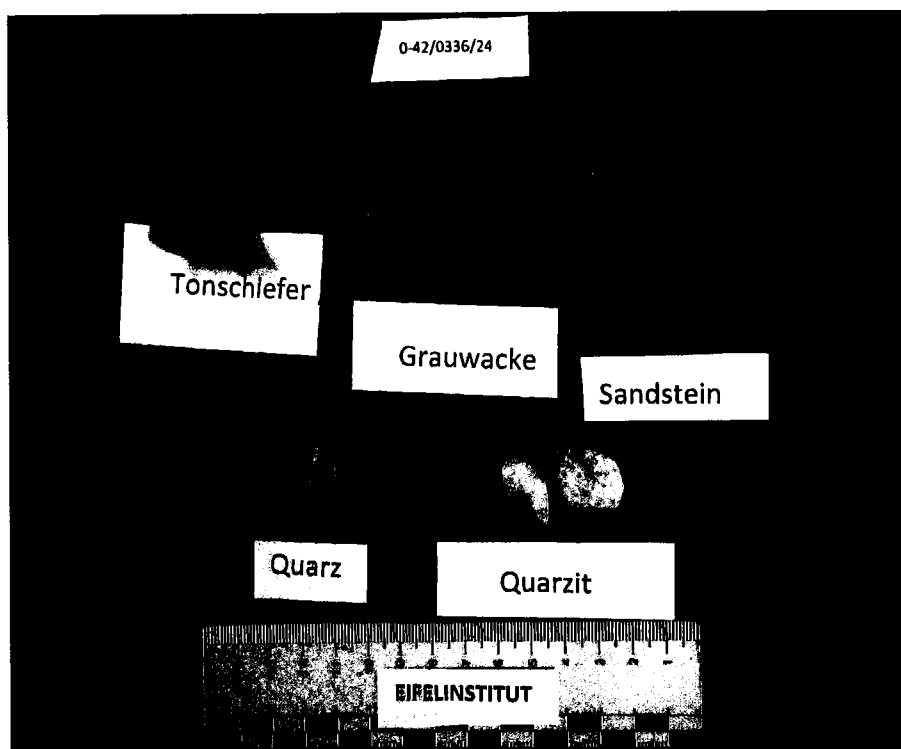 0-42/0336/24
Tonschiefer
Grauwacke
Sandstein
Quarz
Quarzit
EIFELINSTITUT